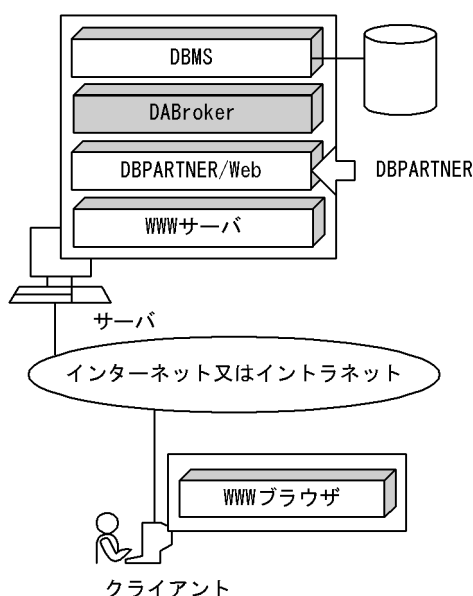 DBMS
DABroker
DBPARTNER/Web
DBPARTNER
WWWサーバ
サーバ
インターネット又はイントラネット
WWWブラウザ
クライアント